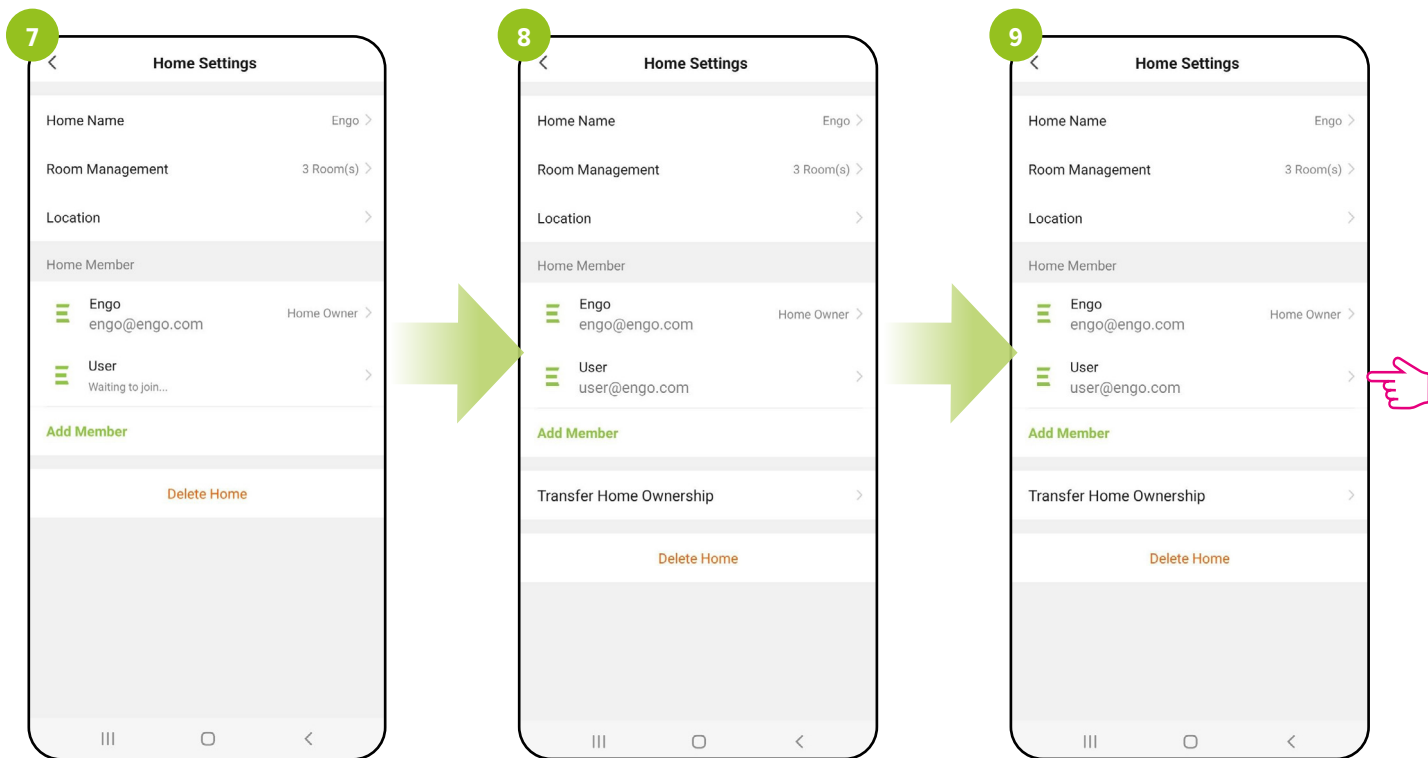 7
Home Settings
Home Name Engo
Room Management 3 Room(s)
Location
Home Member
Engo
engo@engo.com Home Owner
User
Waiting to join...
Add Member
Delete Home
8
Home Settings
Home Name Engo
Room Management 3 Room(s)
Location
Home Member
Engo
engo@engo.com Home Owner
User
user@engo.com
Add Member
Transfer Home Ownership
Delete Home
9
Home Settings
Home Name Engo
Room Management 3 Room(s)
Location
Home Member
Engo
engo@engo.com Home Owner
User
user@engo.com
Add Member
Transfer Home Ownership
Delete Home